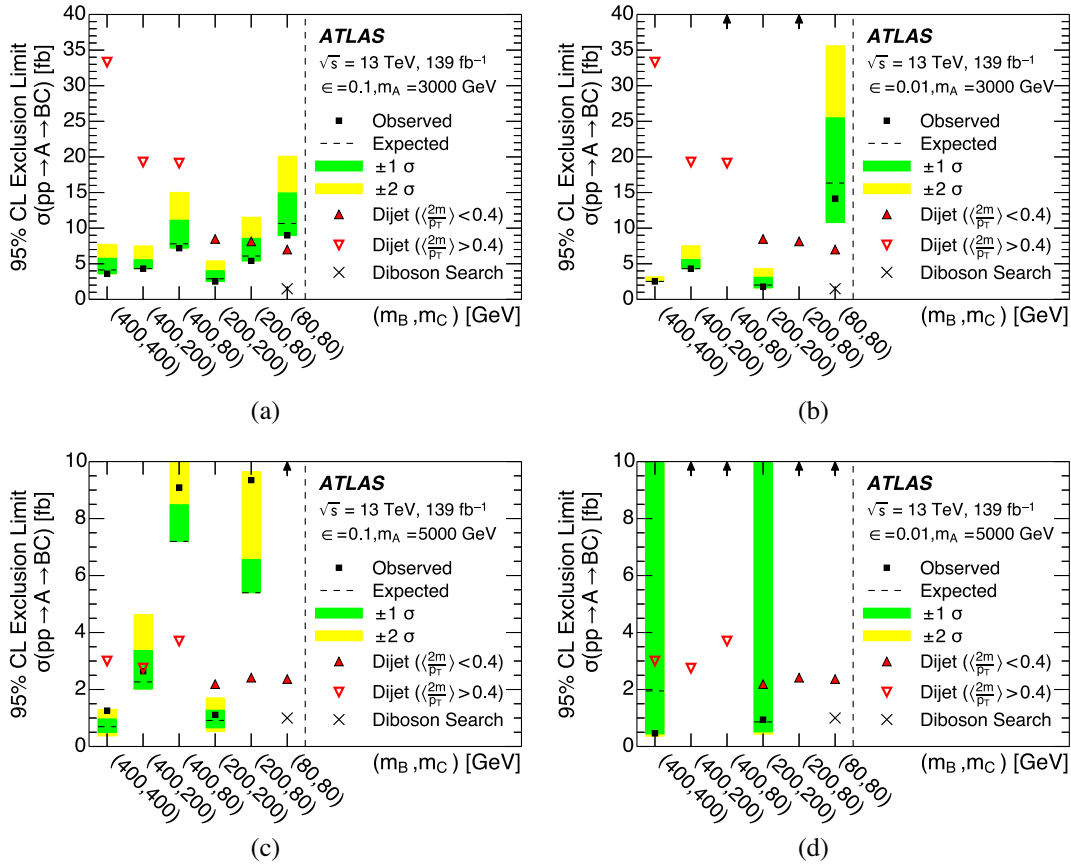 95% CL Exclusion Limit
σ(pp → A → BC) [fb]
40
35
30
25
20
15
10
5
0
ATLAS
√s = 13 TeV, 139 fb⁻¹
∈ =0.1,m_A =3000 GeV
Observed
Expected
±1 σ
±2 σ
Dijet (⟨2m/p_T⟩ <0.4)
Dijet (⟨2m/p_T⟩ >0.4)
Diboson Search
(m_B ,m_C ) [GeV]
(400,400)
(400,200)
(400,80)
(200,200)
(200,80)
(80,80)
(a)
95% CL Exclusion Limit
σ(pp → A → BC) [fb]
40
35
30
25
20
15
10
5
0
ATLAS
√s = 13 TeV, 139 fb⁻¹
∈ =0.01,m_A =3000 GeV
Observed
Expected
±1 σ
±2 σ
Dijet (⟨2m/p_T⟩ <0.4)
Dijet (⟨2m/p_T⟩ >0.4)
Diboson Search
(m_B ,m_C ) [GeV]
(400,400)
(400,200)
(400,80)
(200,200)
(200,80)
(80,80)
(b)
95% CL Exclusion Limit
σ(pp → A → BC) [fb]
10
8
6
4
2
0
ATLAS
√s = 13 TeV, 139 fb⁻¹
∈ =0.1,m_A =5000 GeV
Observed
Expected
±1 σ
±2 σ
Dijet (⟨2m/p_T⟩ <0.4)
Dijet (⟨2m/p_T⟩ >0.4)
Diboson Search
(m_B ,m_C ) [GeV]
(400,400)
(400,200)
(400,80)
(200,200)
(200,80)
(80,80)
(c)
95% CL Exclusion Limit
σ(pp → A → BC) [fb]
10
8
6
4
2
0
ATLAS
√s = 13 TeV, 139 fb⁻¹
∈ =0.01,m_A =5000 GeV
Observed
Expected
±1 σ
±2 σ
Dijet (⟨2m/p_T⟩ <0.4)
Dijet (⟨2m/p_T⟩ >0.4)
Diboson Search
(m_B ,m_C ) [GeV]
(400,400)
(400,200)
(400,80)
(200,200)
(200,80)
(80,80)
(d)